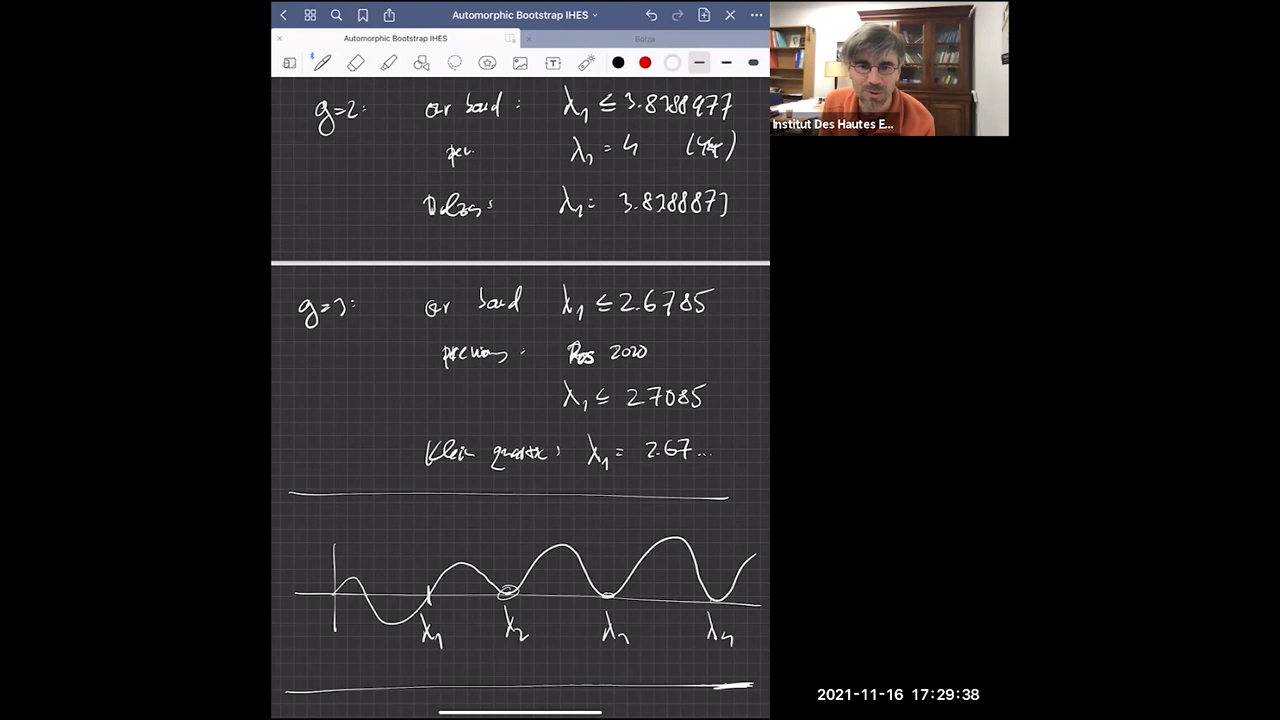 Automorphic Bootstrap IHES
Automorphic Bootstrap IHES
Bolza
Institut Des Hautes E...
g=2: our bound: λ₁ ≤ 3.8388977
λ₁ = 4 (YY)
Bolza: λ₁ = 3.8388873
g=3: our bound λ₁ ≤ 2.6785
previous: Ros 2020
λ₁ ≤ 2.7085
Klein quartic: λ₁ = 2.67...
λ₁ λ₂ λ₃ λ₄
2021-11-16 17:29:38